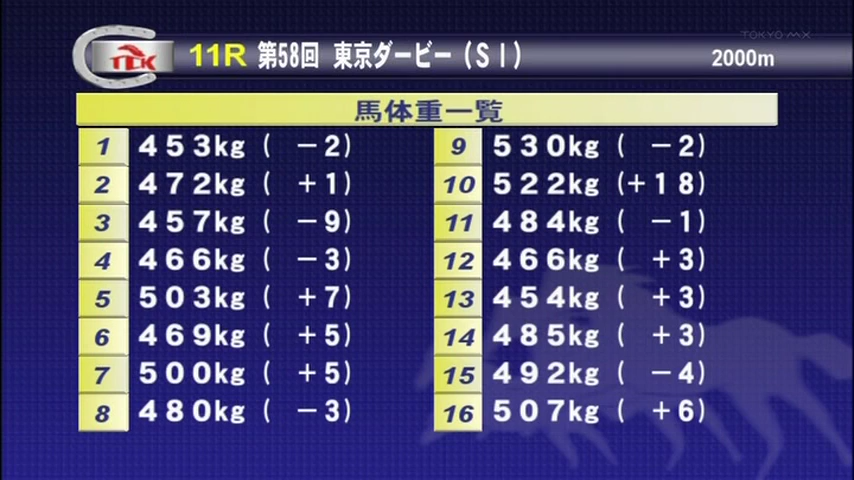 TOKYO MX
TCK 11R 第58回 東京ダービー(SⅠ) 2000m
馬体重一覧
1 453kg ( -2) 9 530kg ( -2)
2 472kg ( +1) 10 522kg (+18)
3 457kg ( -9) 11 484kg ( -1)
4 466kg ( -3) 12 466kg ( +3)
5 503kg ( +7) 13 454kg ( +3)
6 469kg ( +5) 14 485kg ( +3)
7 500kg ( +5) 15 492kg ( -4)
8 480kg ( -3) 16 507kg ( +6)